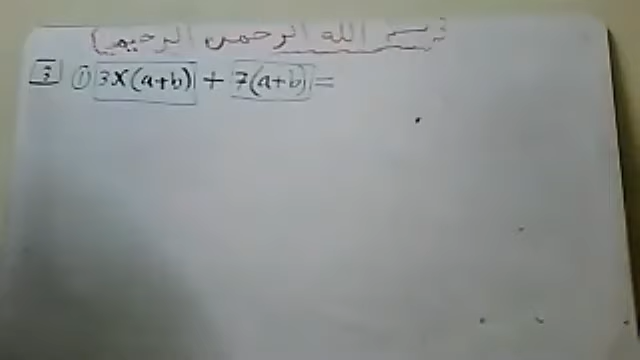 بسم الله الرحمن الرحيم)
3 ① 3X(a+b) + 7(a+b) =